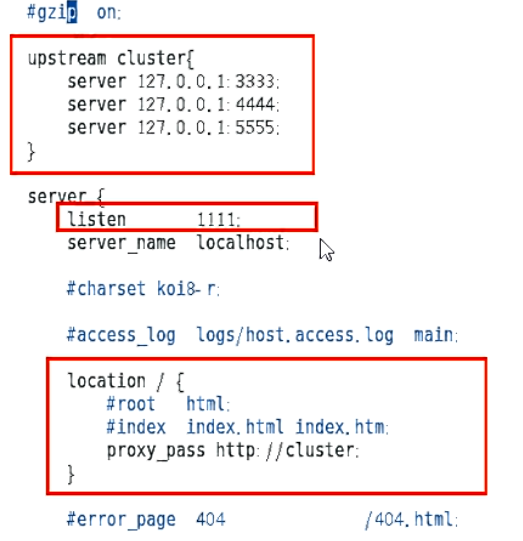 #gzip on;
upstream cluster{
server 127.0.0.1:3333;
server 127.0.0.1:4444;
server 127.0.0.1:5555;
}
server {
listen 1111;
server_name localhost;
#charset koi8-r;
#access_log logs/host.access.log main;
location / {
#root html;
#index index.html index.htm;
proxy_pass http://cluster;
}
#error_page 404 /404.html;